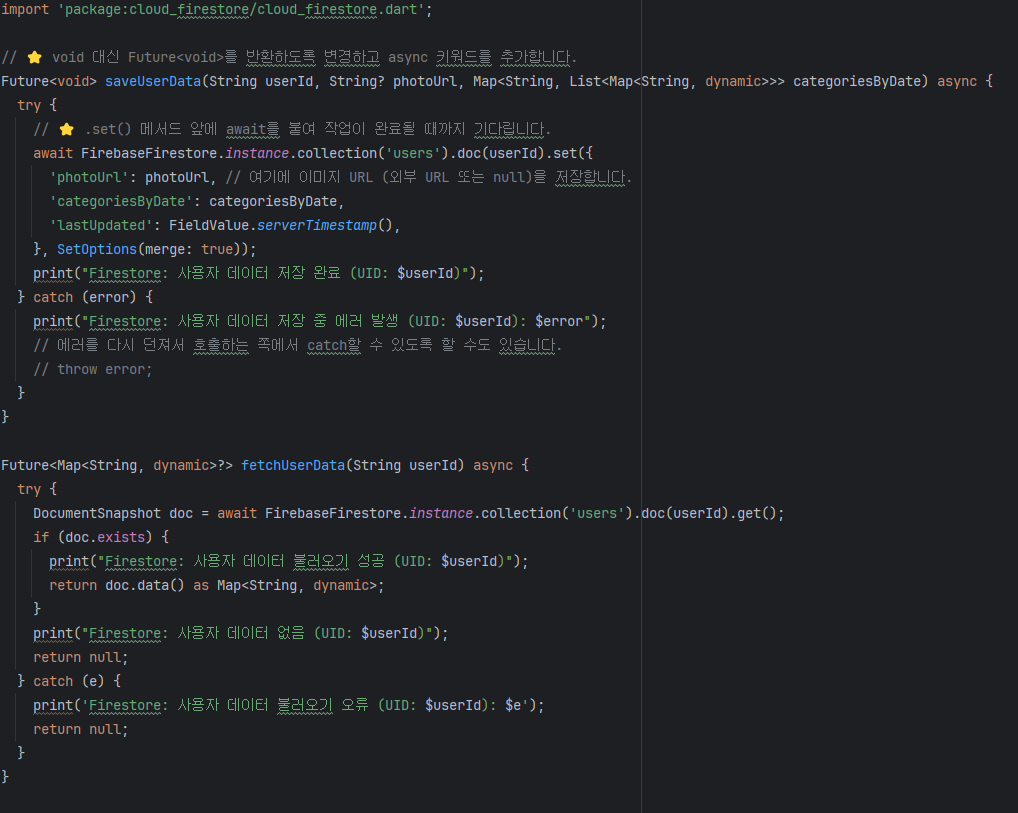 import 'package:cloud_firestore/cloud_firestore.dart';
// ⭐ void 대신 Future<void>를 반환하도록 변경하고 async 키워드를 추가합니다.
Future<void> saveUserData(String userId, String? photoUrl, Map<String, List<Map<String, dynamic>>> categoriesByDate) async {
  try {
    // ⭐ .set() 메서드 앞에 await를 붙여 작업이 완료될 때까지 기다립니다.
    await FirebaseFirestore.instance.collection('users').doc(userId).set({
      'photoUrl': photoUrl, // 여기에 이미지 URL (외부 URL 또는 null)을 저장합니다.
      'categoriesByDate': categoriesByDate,
      'lastUpdated': FieldValue.serverTimestamp(),
    }, SetOptions(merge: true));
    print("Firestore: 사용자 데이터 저장 완료 (UID: $userId)");
  } catch (error) {
    print("Firestore: 사용자 데이터 저장 중 에러 발생 (UID: $userId): $error");
    // 에러를 다시 던져서 호출하는 쪽에서 catch할 수 있도록 할 수도 있습니다.
    // throw error;
  }
}
Future<Map<String, dynamic>?> fetchUserData(String userId) async {
  try {
    DocumentSnapshot doc = await FirebaseFirestore.instance.collection('users').doc(userId).get();
    if (doc.exists) {
      print("Firestore: 사용자 데이터 불러오기 성공 (UID: $userId)");
      return doc.data() as Map<String, dynamic>;
    }
    print("Firestore: 사용자 데이터 없음 (UID: $userId)");
    return null;
  } catch (e) {
    print('Firestore: 사용자 데이터 불러오기 오류 (UID: $userId): $e');
    return null;
  }
}